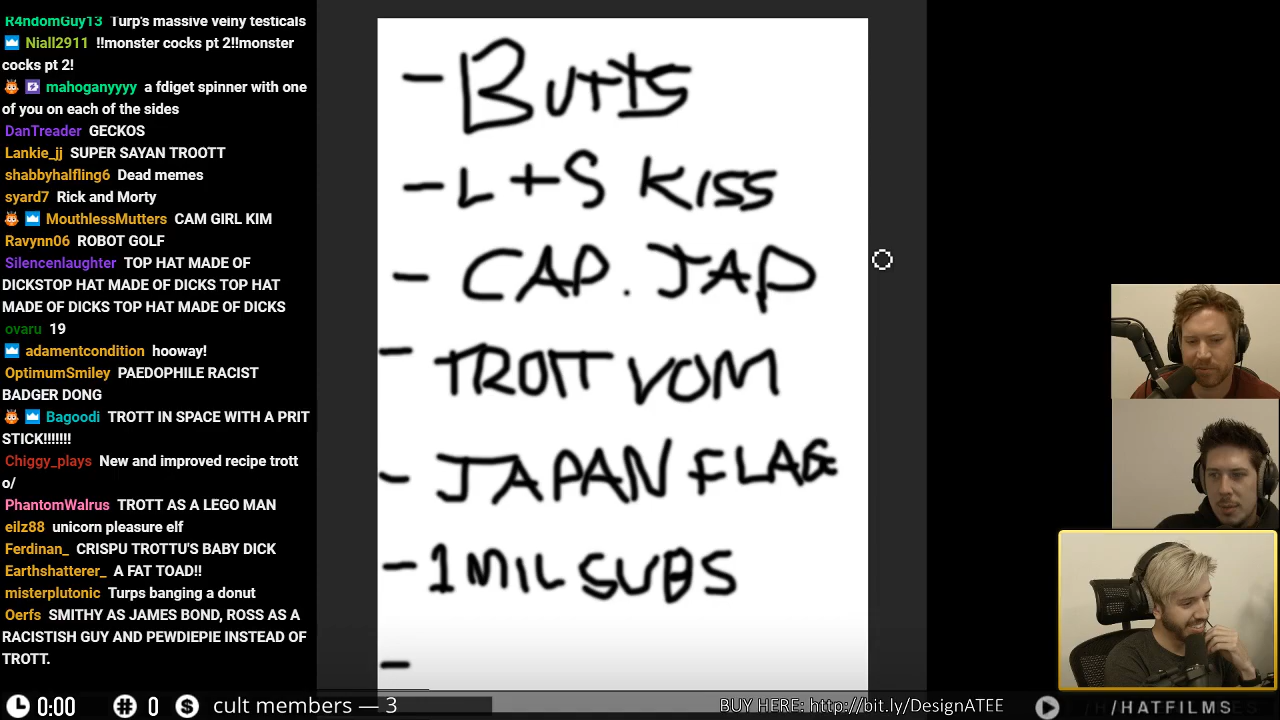 R4ndomGuy13 Turp's massive veiny testicals
Niall2911 !!monster cocks pt 2!!monster
cocks pt 2!
mahoganyyyy a fdiget spinner with one
of you on each of the sides
DanTreader GECKOS
Lankie_jj SUPER SAYAN TROOTT
shabbyhalfling6 Dead memes
syard7 Rick and Morty
MouthlessMutters CAM GIRL KIM
Ravynn06 ROBOT GOLF
Silencenlaughter TOP HAT MADE OF
DICKSTOP HAT MADE OF DICKS TOP HAT
MADE OF DICKS TOP HAT MADE OF DICKS
ovaru 19
adamentcondition hooway!
OptimumSmiley PAEDOPHILE RACIST
BADGER DONG
Bagoodi TROTT IN SPACE WITH A PRIT
STICK!!!!!!!
Chiggy_plays New and improved recipe trott
o/
PhantomWalrus TROTT AS A LEGO MAN
eilz88 unicorn pleasure elf
Ferdinan_ CRISPU TROTTU'S BABY DICK
Earthshatterer_ A FAT TOAD!!
misterplutonic Turps banging a donut
Oerfs SMITHY AS JAMES BOND, ROSS AS A
RACISTISH GUY AND PEWDIEPIE INSTEAD OF
TROTT.
- BUTTS
- L + S KISS
- CAP. JAP
- TROTT VOM
- JAPAN FLAG
- 1 MIL SUBS
-
0:00 # 0 $ cult members — 3
BUY HERE: http://bit.ly/DesignATEE
/HATFILMS